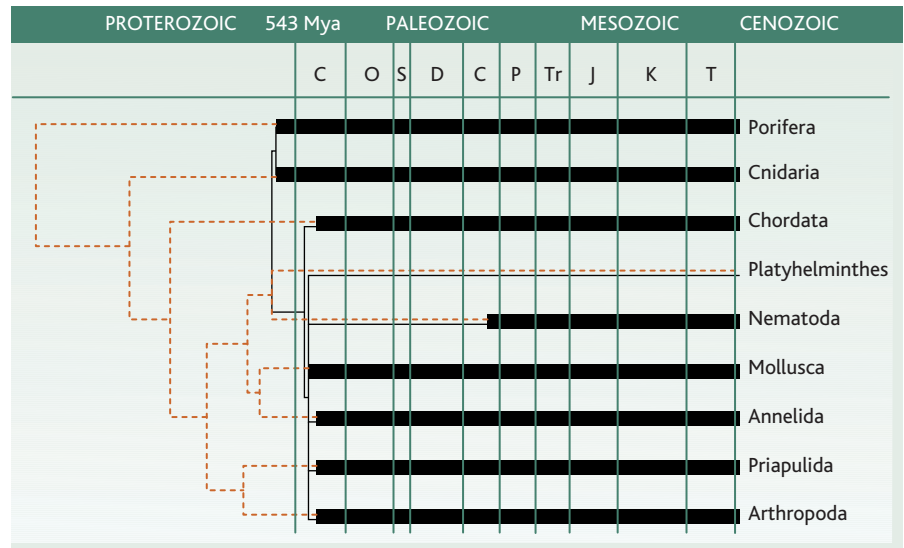 PROTEROZOIC 543 Mya PALEOZOIC MESOZOIC CENOZOIC
C O S D C P Tr J K T
Porifera
Cnidaria
Chordata
Platyhelminthes
Nematoda
Mollusca
Annelida
Priapulida
Arthropoda